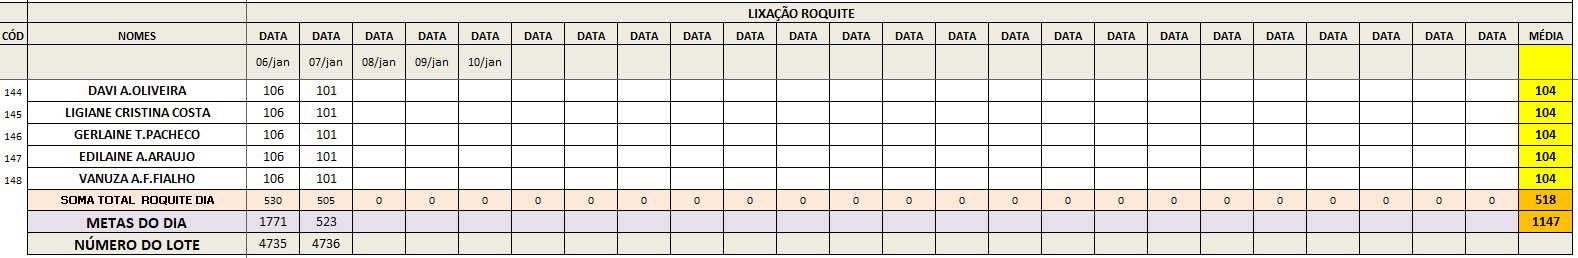 LIXAÇÃO ROQUITE
CÓD NOMES DATA DATA DATA DATA DATA DATA DATA DATA DATA DATA DATA DATA DATA DATA DATA DATA DATA DATA DATA DATA DATA DATA DATA DATA MÉDIA
06/jan 07/jan 08/jan 09/jan 10/jan
144 DAVI A.OLIVEIRA 106 101 104
145 LIGIANE CRISTINA COSTA 106 101 104
146 GERLAINE T.PACHECO 106 101 104
147 EDILAINE A.ARAUJO 106 101 104
148 VANUZA A.F.FIALHO 106 101 104
SOMA TOTAL ROQUITE DIA 530 505 0 0 0 0 0 0 0 0 0 0 0 0 0 0 0 0 0 0 0 0 0 0 518
METAS DO DIA 1771 523 1147
NÚMERO DO LOTE 4735 4736